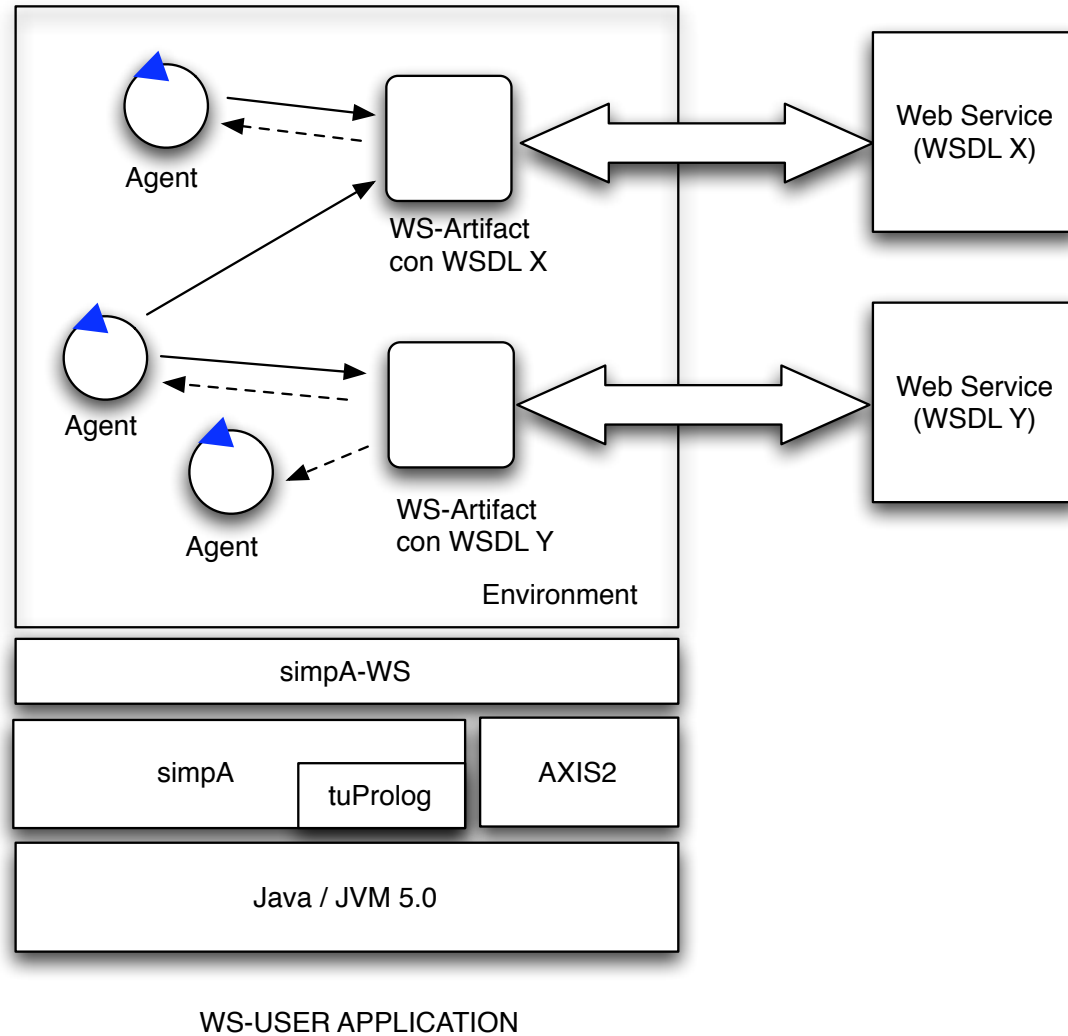 Agent
WS-Artifact
con WSDL X
Web Service
(WSDL X)
Agent
Agent
WS-Artifact
con WSDL Y
Web Service
(WSDL Y)
Environment
simpA-WS
simpA
tuProlog
AXIS2
Java / JVM 5.0
WS-USER APPLICATION